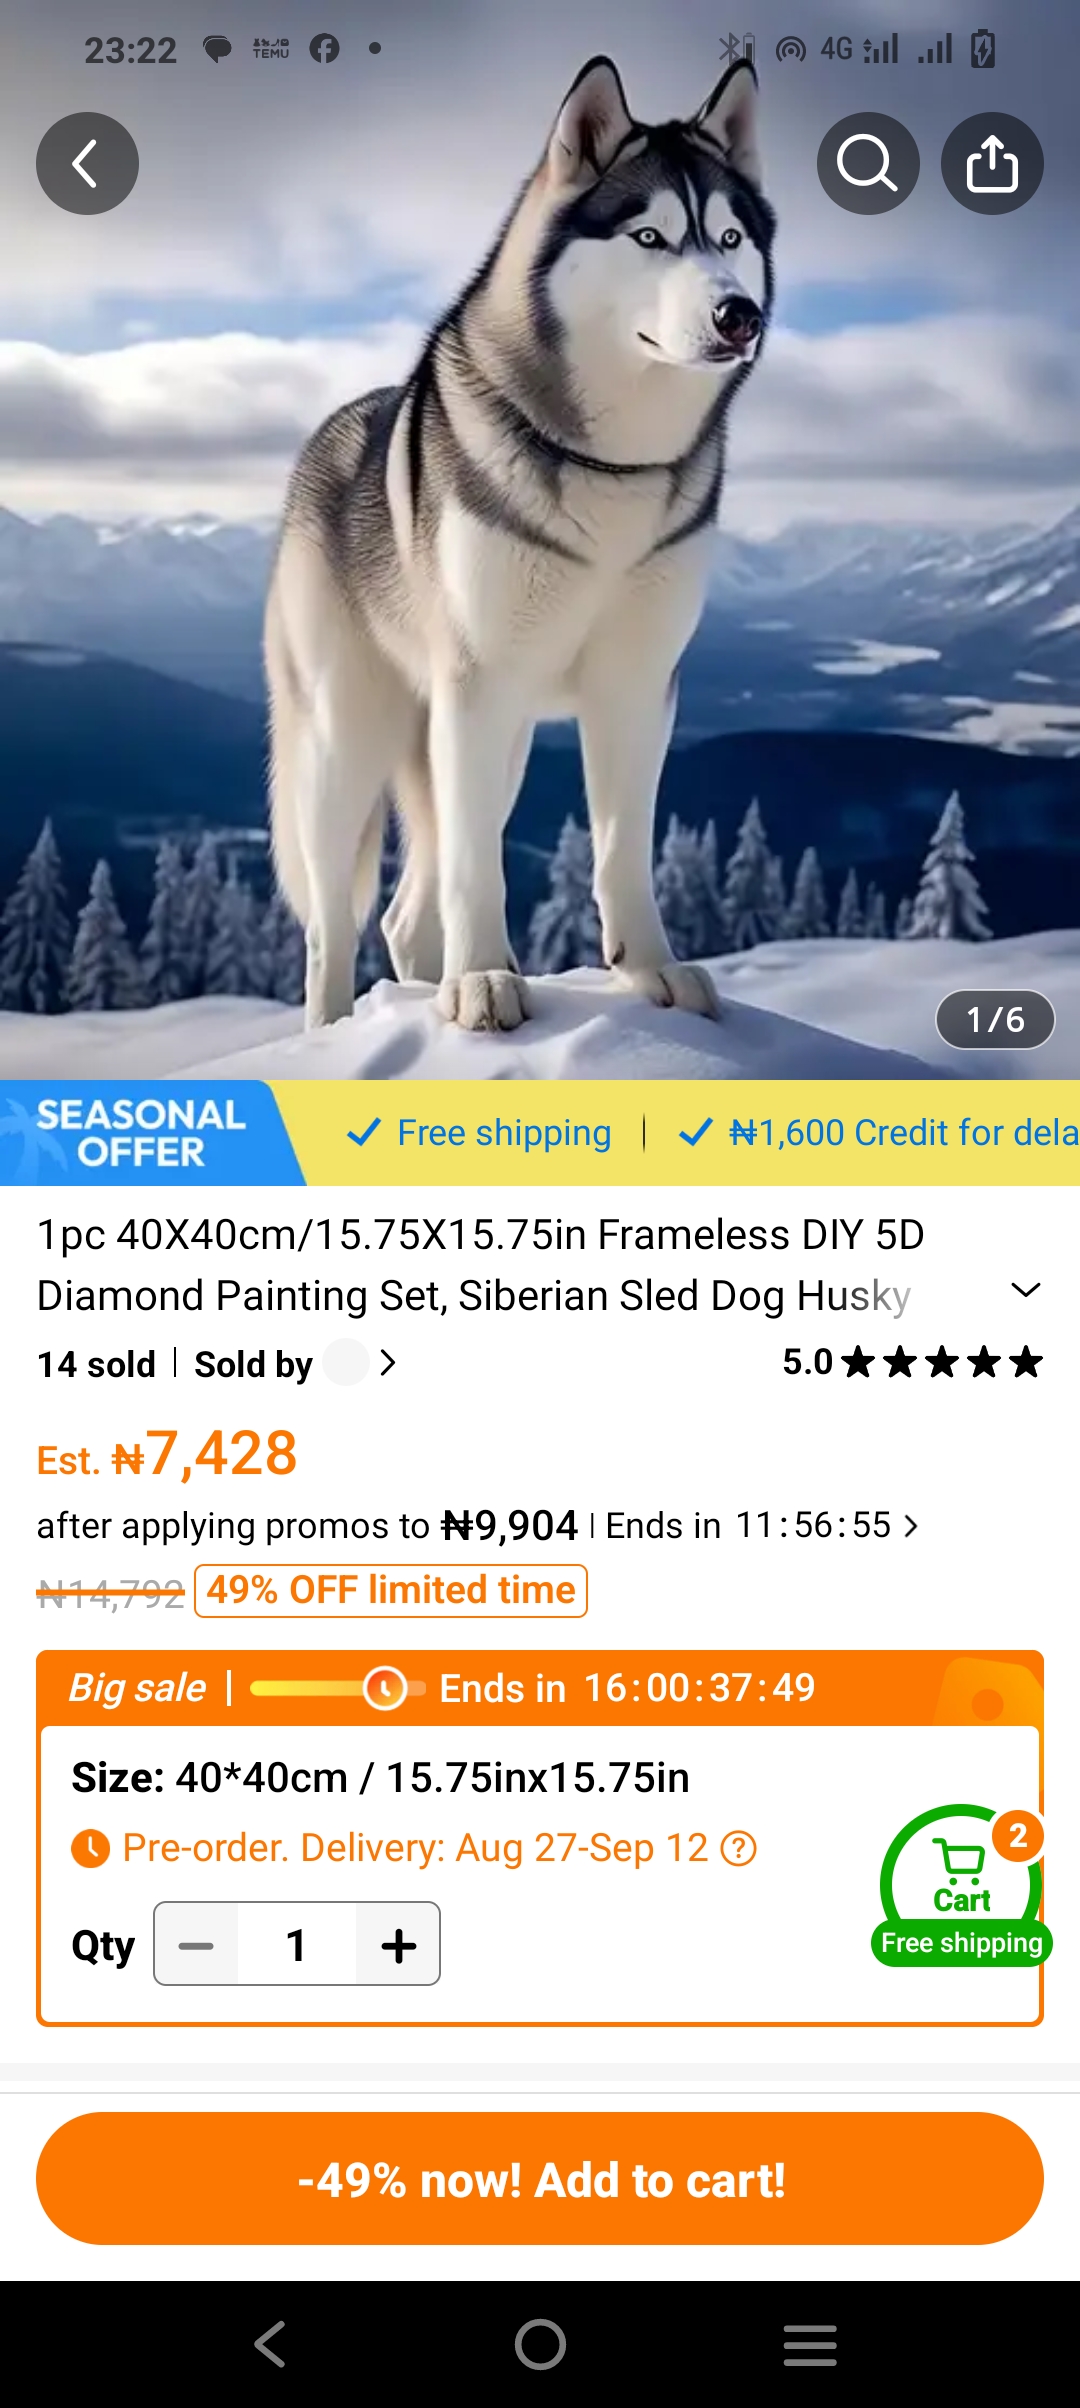 23:22 TEMU 4G
1/6
SEASONAL
OFFER
Free shipping | ₦1,600 Credit for dela
1pc 40X40cm/15.75X15.75in Frameless DIY 5D
Diamond Painting Set, Siberian Sled Dog Husky
14 sold | Sold by
5.0
Est. ₦7,428
after applying promos to ₦9,904 | Ends in 11:56:55
₦14,792 49% OFF limited time
Big sale | Ends in 16:00:37:49
Size: 40*40cm / 15.75inx15.75in
Pre-order. Delivery: Aug 27-Sep 12
2
Cart
Free shipping
Qty 1
-49% now! Add to cart!